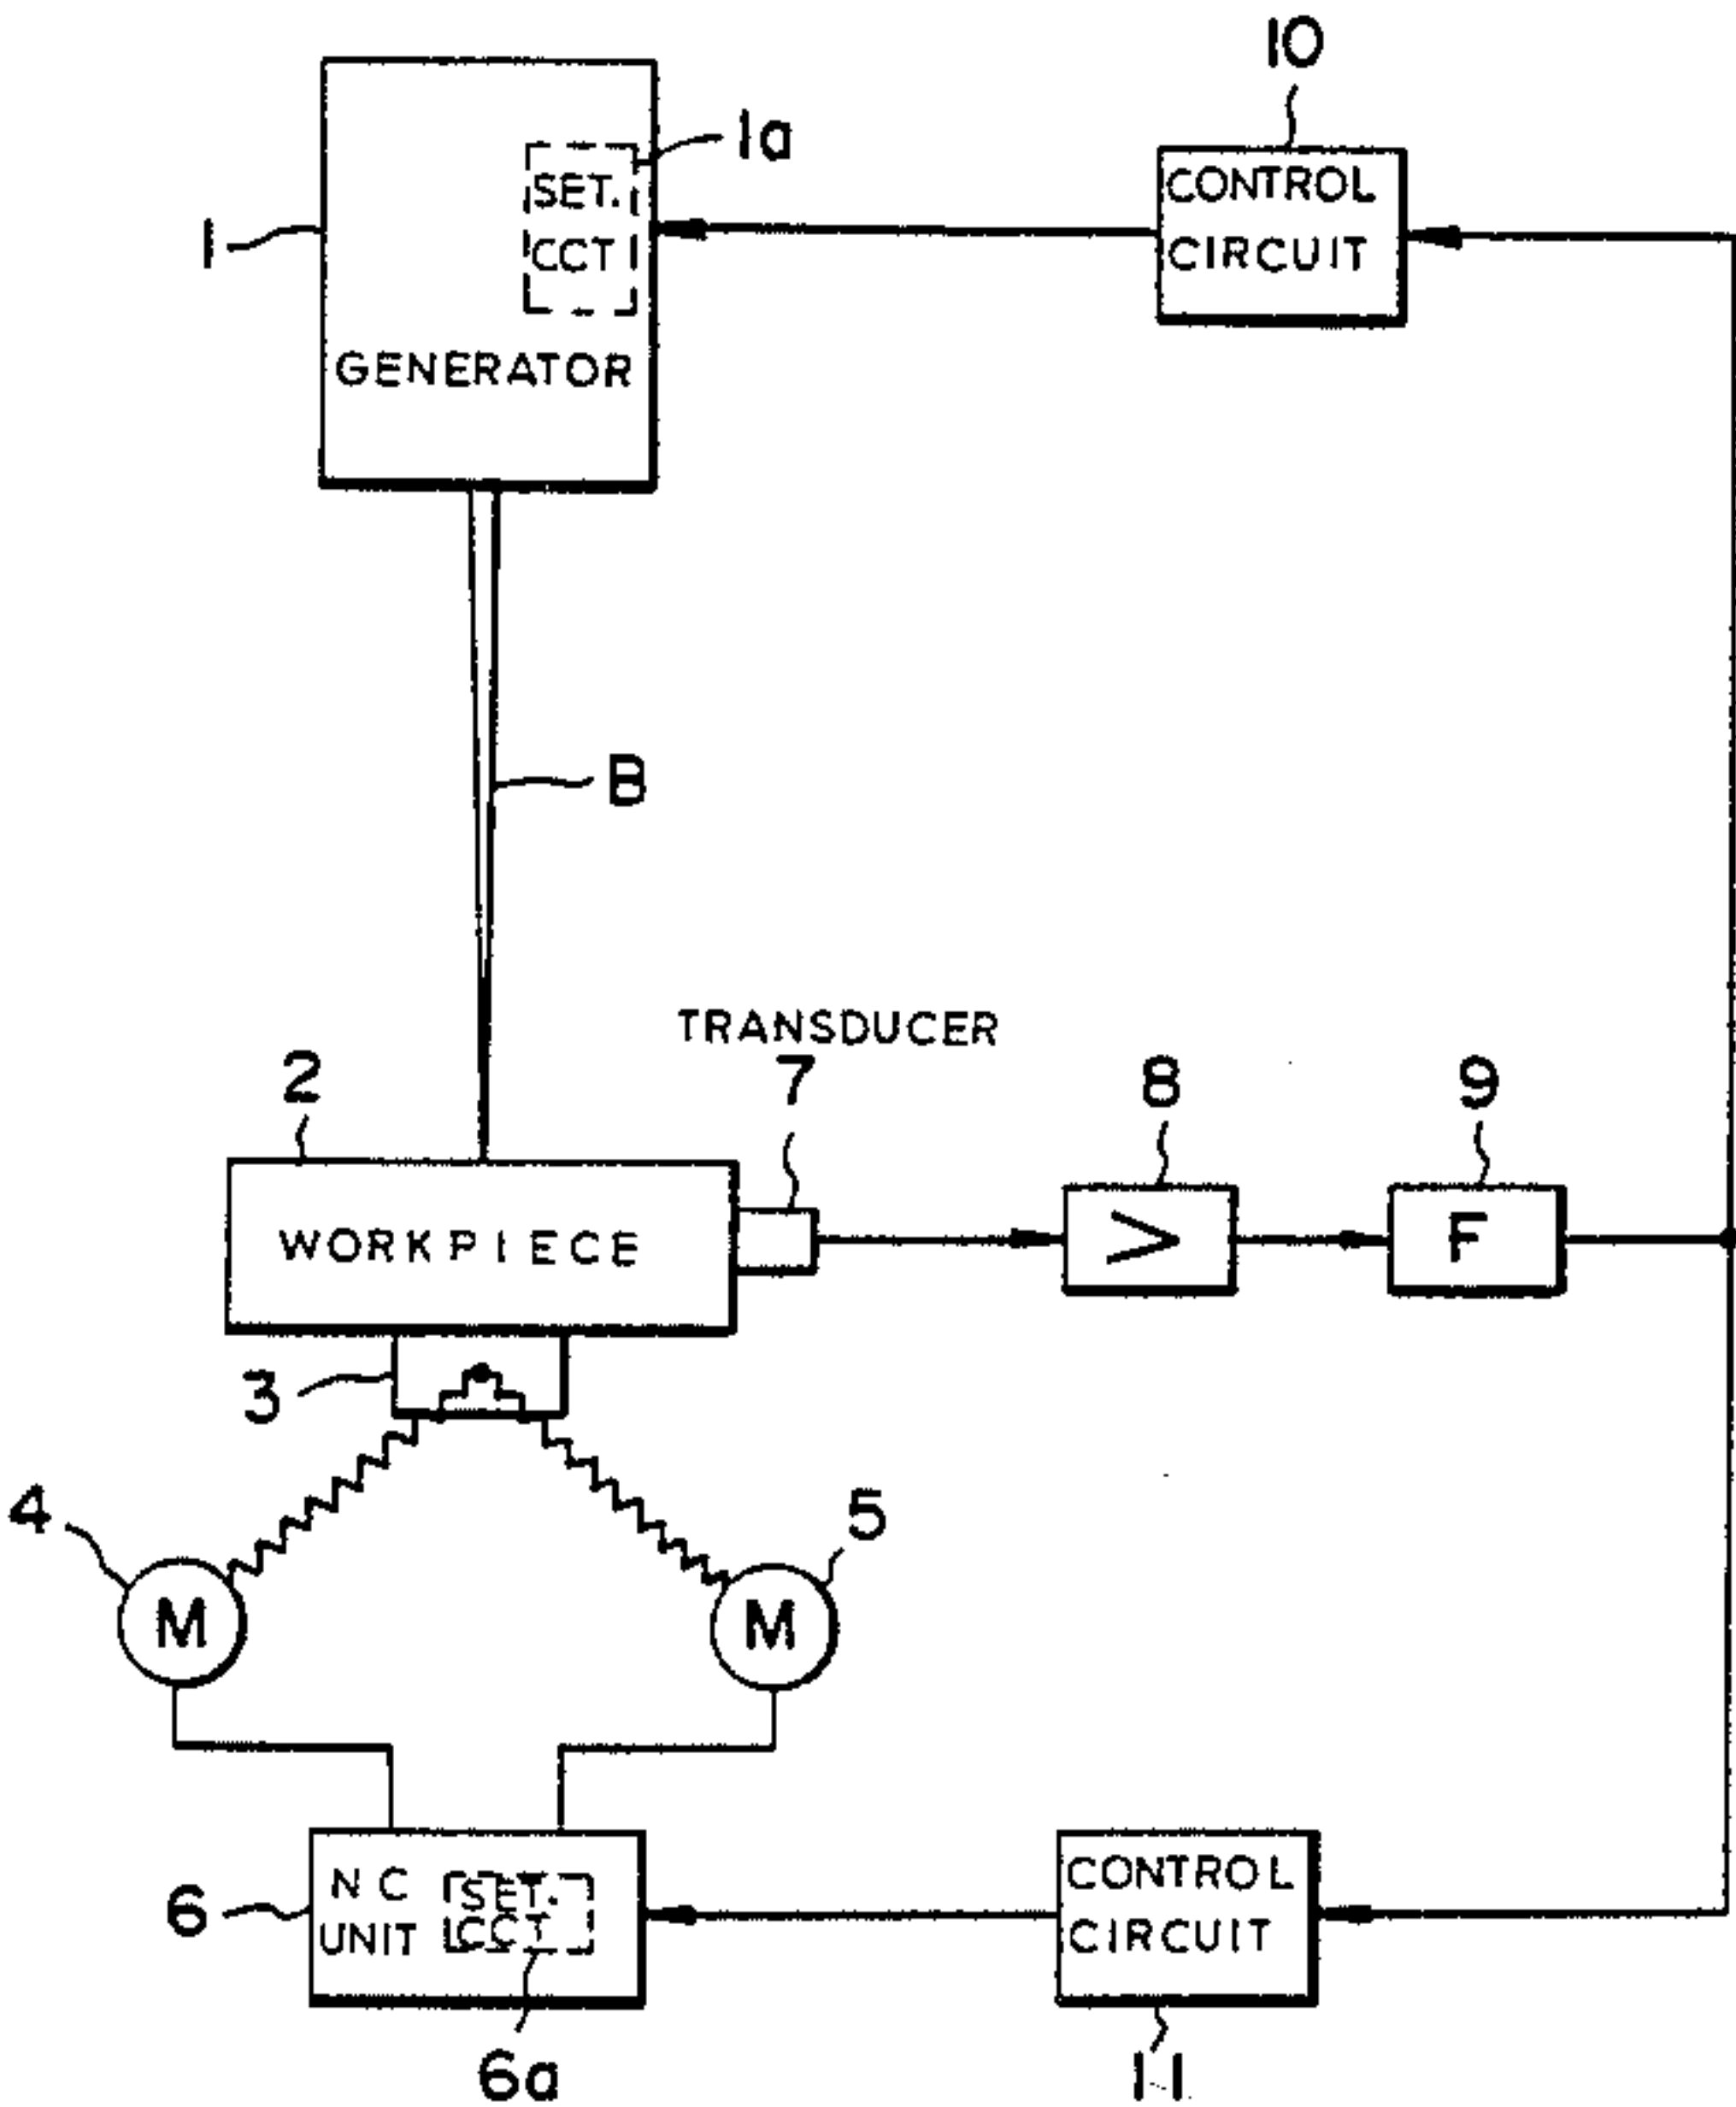 10
1a
SET.
CCT
1
GENERATOR
CONTROL
CIRCUIT
B
TRANSDUCER
2
7
8
9
WORKPIECE
>
F
3
4
5
M
M
6
NC
UNIT
SET.
CCT
CONTROL
CIRCUIT
6a
11